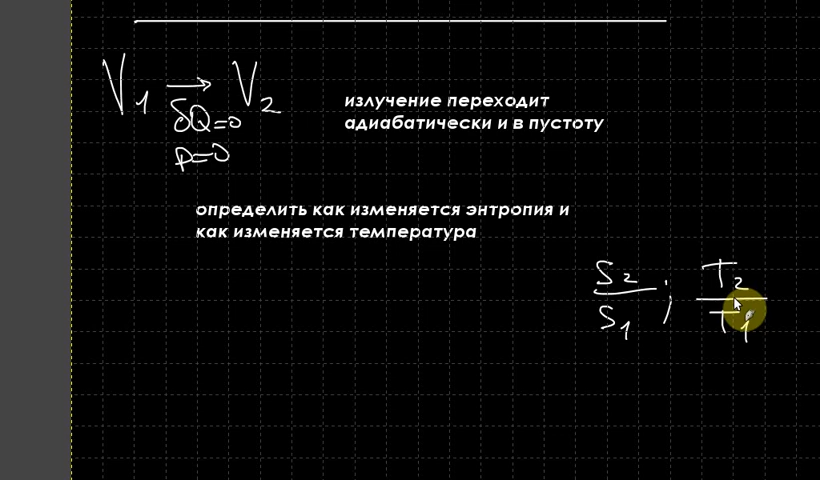 V₁ → V₂
δQ=0
P=0
излучение переходит
адиабатически и в пустоту
определить как изменяется энтропия и
как изменяется температура
S₂/S₁ ; T₂/T₁